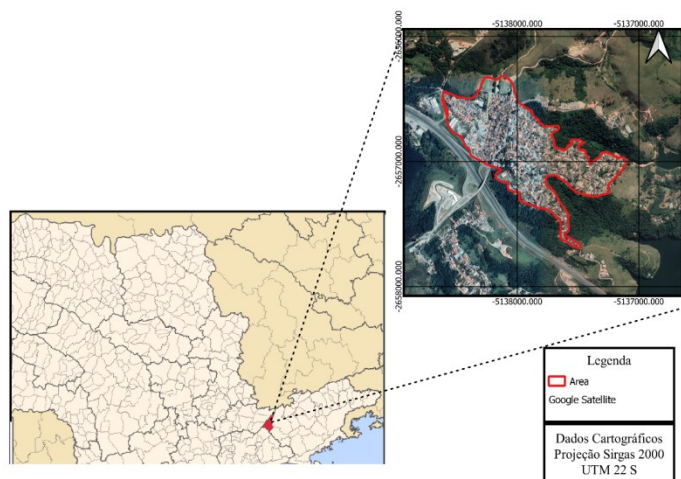 -5138000.000
-5137000.000
-2656000.000
-2657000.000
-2658000.000
-5138000.000
-5137000.000
Legenda
Area
Google Satellite
Dados Cartográficos
Projeção Sirgas 2000
UTM 22 S